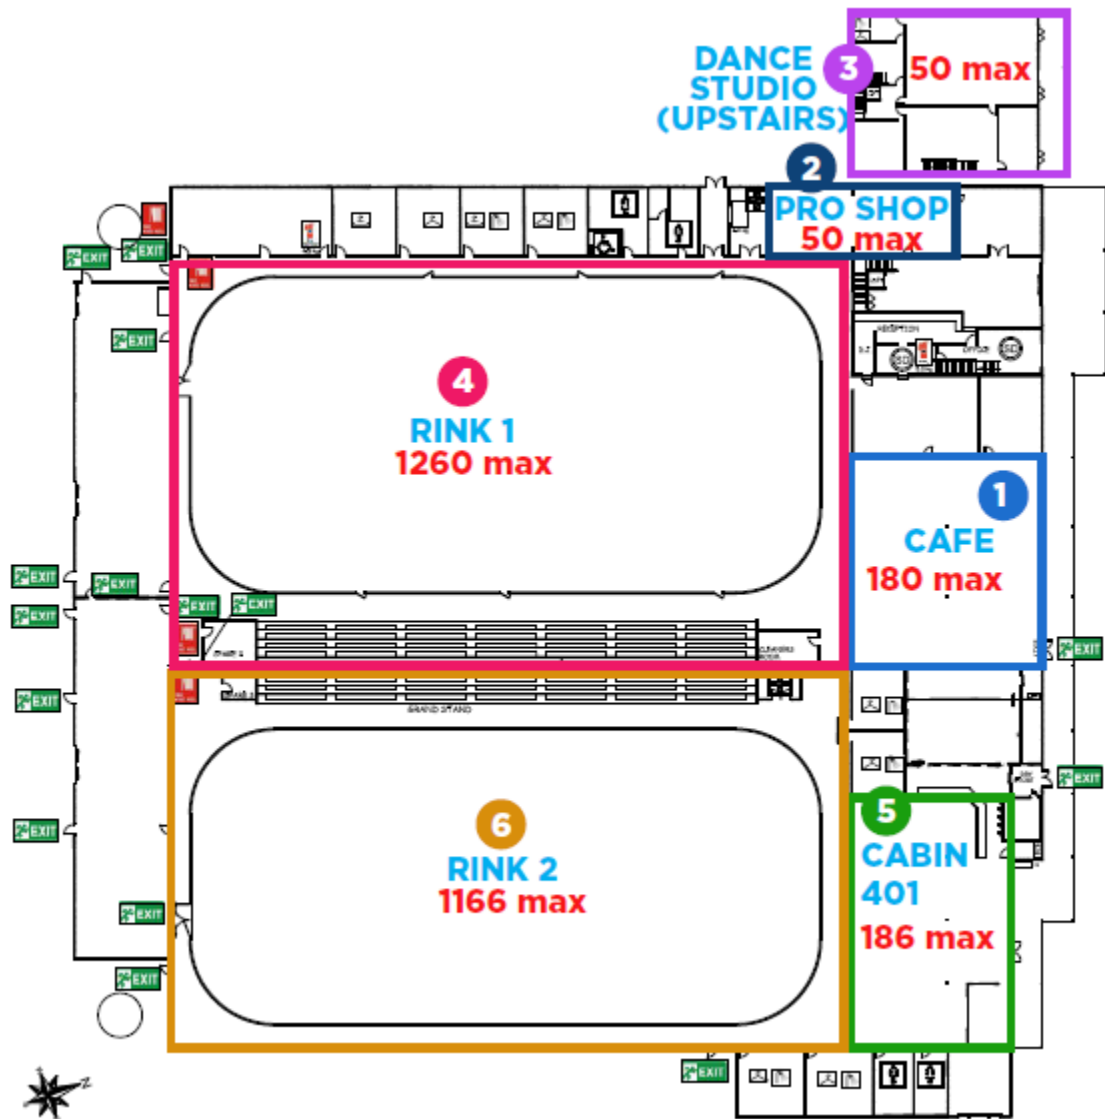 DANCE
STUDIO
(UPSTAIRS)
3
50 max
2
PRO SHOP
50 max
EXIT
EXIT
EXIT
4
RINK 1
1260 max
RECEPTION
OFFICE
1
CAFE
180 max
EXIT
EXIT
EXIT
EXIT
EXIT
EXIT
CLEANERS
ROOM
GRAND STAND
EXIT
EXIT
6
RINK 2
1166 max
5
CABIN
401
186 max
EXIT
EXIT
EXIT
EXIT
Z